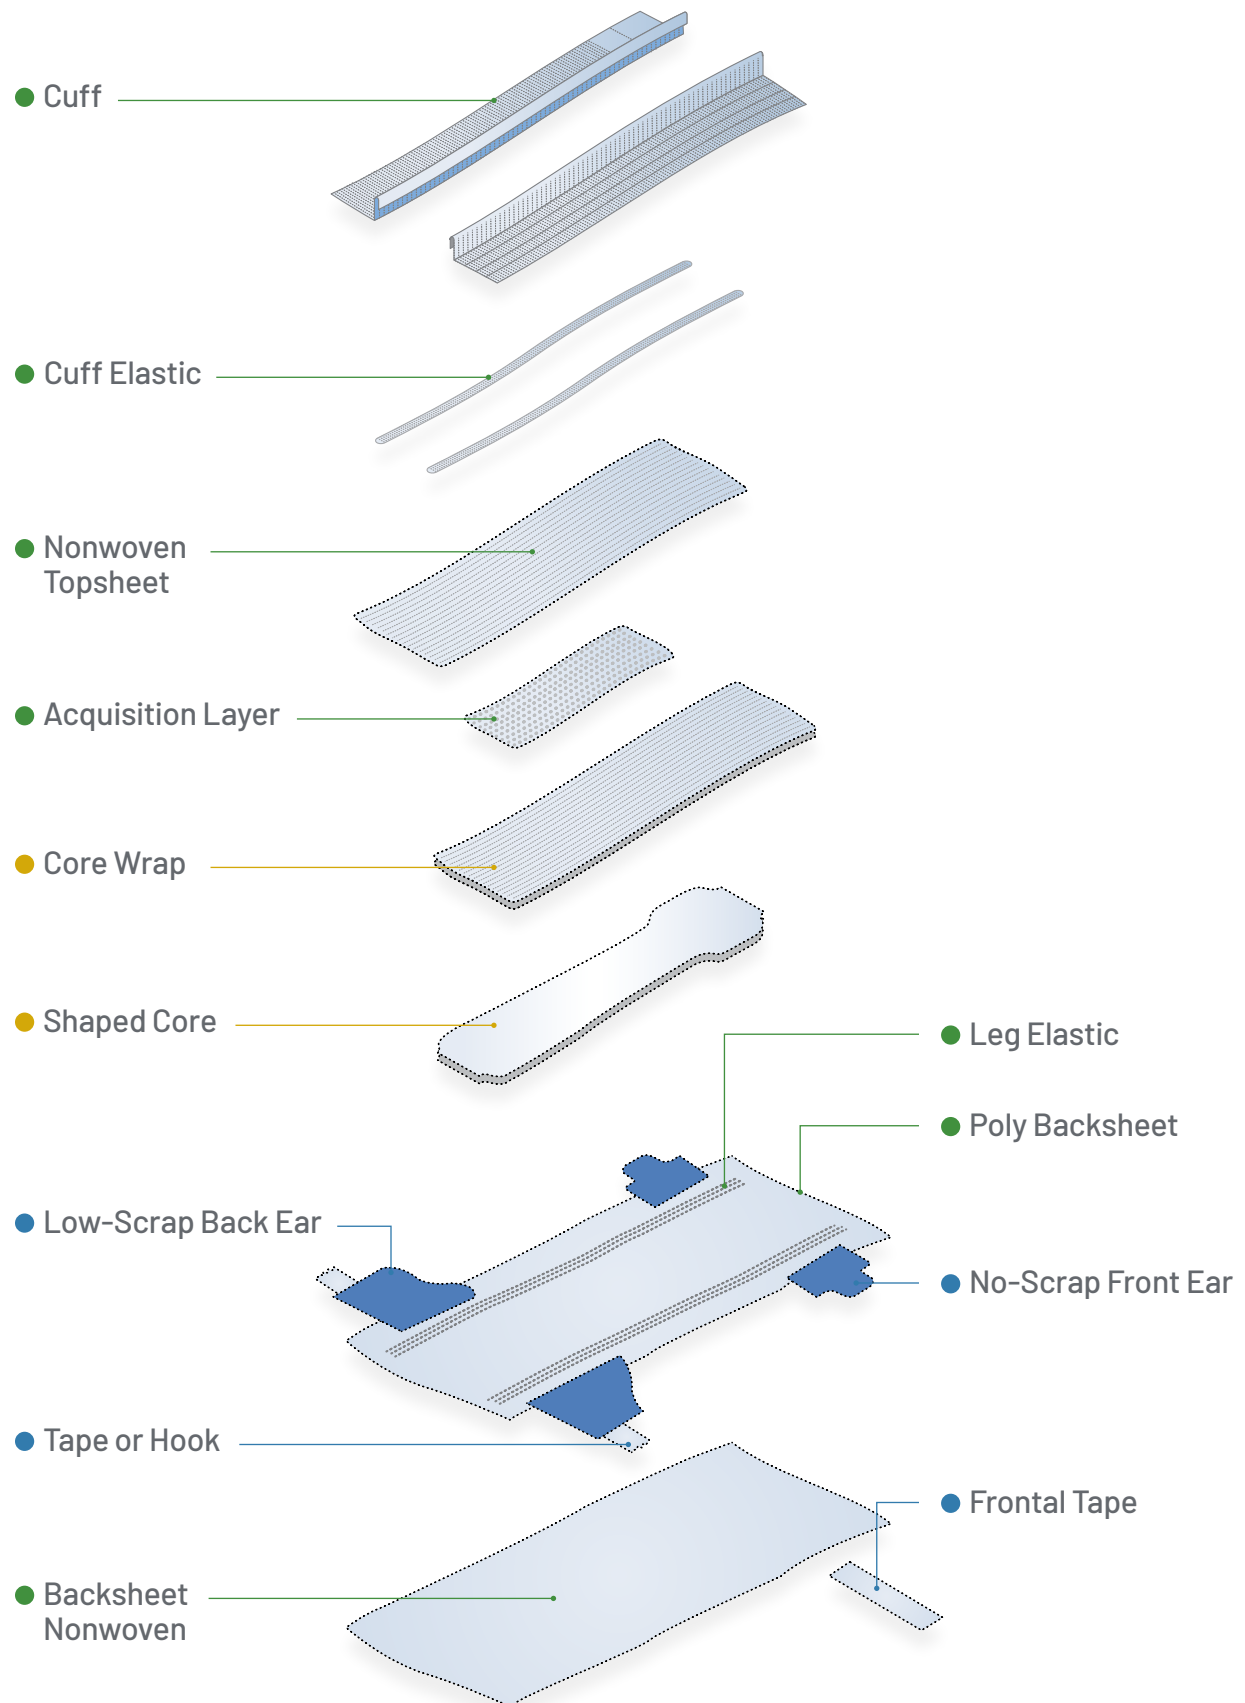 Cuff
Cuff Elastic
Nonwoven
Topsheet
Acquisition Layer
Core Wrap
Shaped Core
Leg Elastic
Poly Backsheet
Low-Scrap Back Ear
No-Scrap Front Ear
Tape or Hook
Frontal Tape
Backsheet
Nonwoven